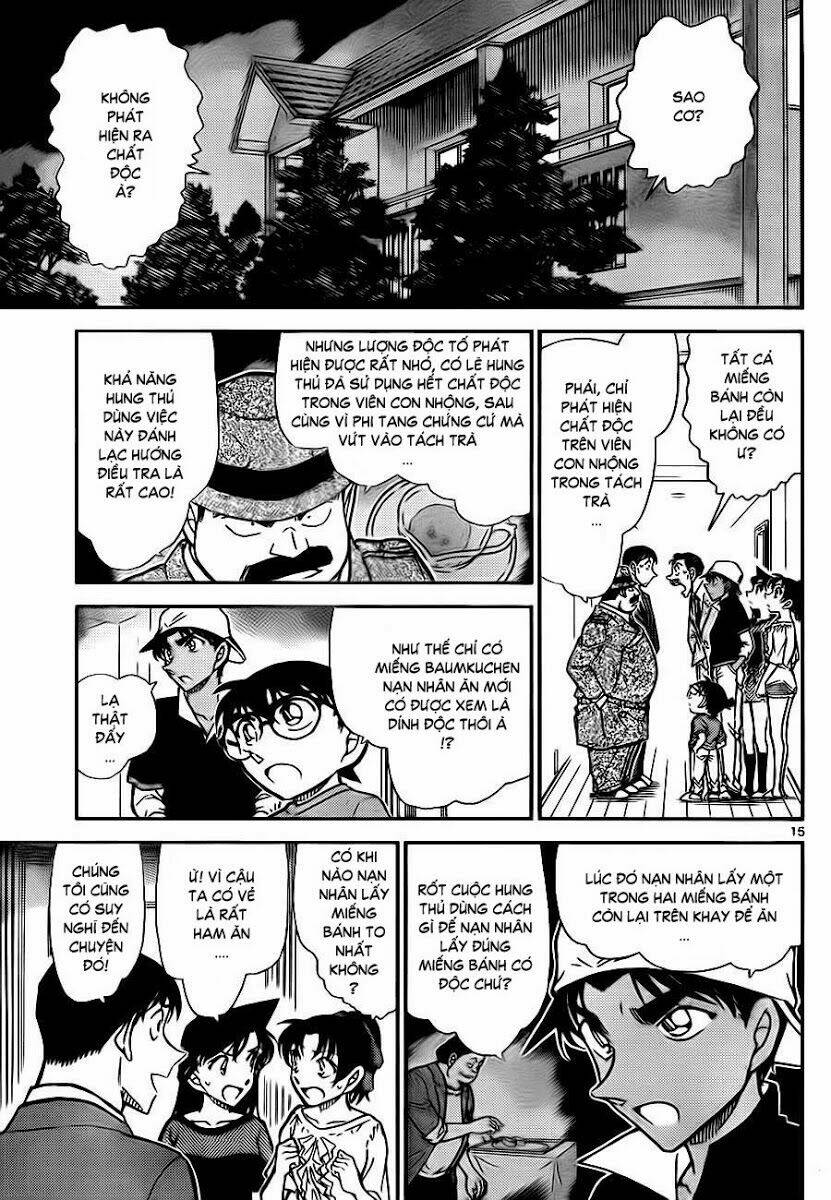 SAO
CƠ?
KHÔNG
PHÁT
HIỆN RA
CHẤT
ĐỘC
À?
TẤT CẢ
MIẾNG
BÁNH CÒN
LẠI ĐỀU
KHÔNG CÓ
Ư?
PHẢI, CHỈ
PHÁT HIỆN
CHẤT ĐỘC
TRÊN VIÊN
CON NHỘNG
TRONG TÁCH
TRÀ
...
NHƯNG LƯỢNG ĐỘC TỐ PHÁT
HIỆN ĐƯỢC RẤT NHỎ, CÓ LẼ HUNG
THỦ ĐÃ SỬ DỤNG HẾT CHẤT ĐỘC
TRONG VIÊN CON NHỘNG, SAU
CÙNG VÌ PHI TANG CHỨNG CỨ MÀ
VỨT VÀO TÁCH TRÀ
...
KHẢ NĂNG
HUNG THỦ
DÙNG VIỆC
NÀY ĐÁNH
LẠC HƯỚNG
ĐIỀU TRA LÀ
RẤT CAO!
NHƯ THẾ CHỈ CÓ
MIẾNG BAUMKUCHEN
NẠN NHÂN ĂN MỚI
CÓ ĐƯỢC XEM LÀ
DÍNH ĐỘC THÔI À
!?
LẠ
THẬT
ĐẤY...
15
LÚC ĐÓ NẠN NHÂN LẤY MỘT
TRONG HAI MIẾNG BÁNH
CÒN LẠI TRÊN KHAY ĐỂ ĂN
...
RỐT CUỘC HUNG
THỦ DÙNG CÁCH
GÌ ĐỂ NẠN NHÂN
LẤY ĐÚNG
MIẾNG BÁNH CÓ
ĐỘC CHỨ?
CÓ KHI
NÀO NẠN
NHÂN LẤY
MIẾNG
BÁNH TO
NHẤT
KHÔNG?
Ừ! VÌ CẬU
TA CÓ VẺ
LÀ RẤT
HAM ĂN
....
CHÚNG
TÔI CŨNG
CÓ SUY
NGHĨ ĐẾN
CHUYỆN
ĐÓ!